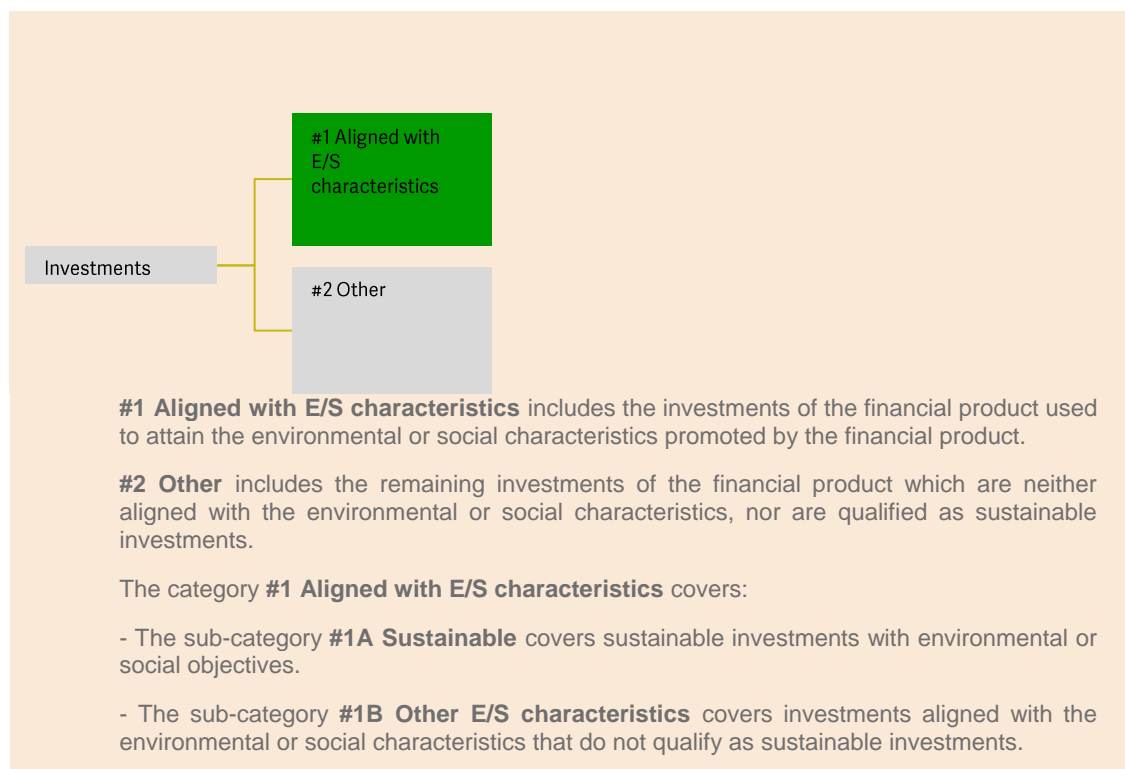 #1 Aligned with
E/S
characteristics
Investments
#2 Other
#1 Aligned with E/S characteristics includes the investments of the financial product used
to attain the environmental or social characteristics promoted by the financial product.
#2 Other includes the remaining investments of the financial product which are neither
aligned with the environmental or social characteristics, nor are qualified as sustainable
investments.
The category #1 Aligned with E/S characteristics covers:
- The sub-category #1A Sustainable covers sustainable investments with environmental or
social objectives.
- The sub-category #1B Other E/S characteristics covers investments aligned with the
environmental or social characteristics that do not qualify as sustainable investments.